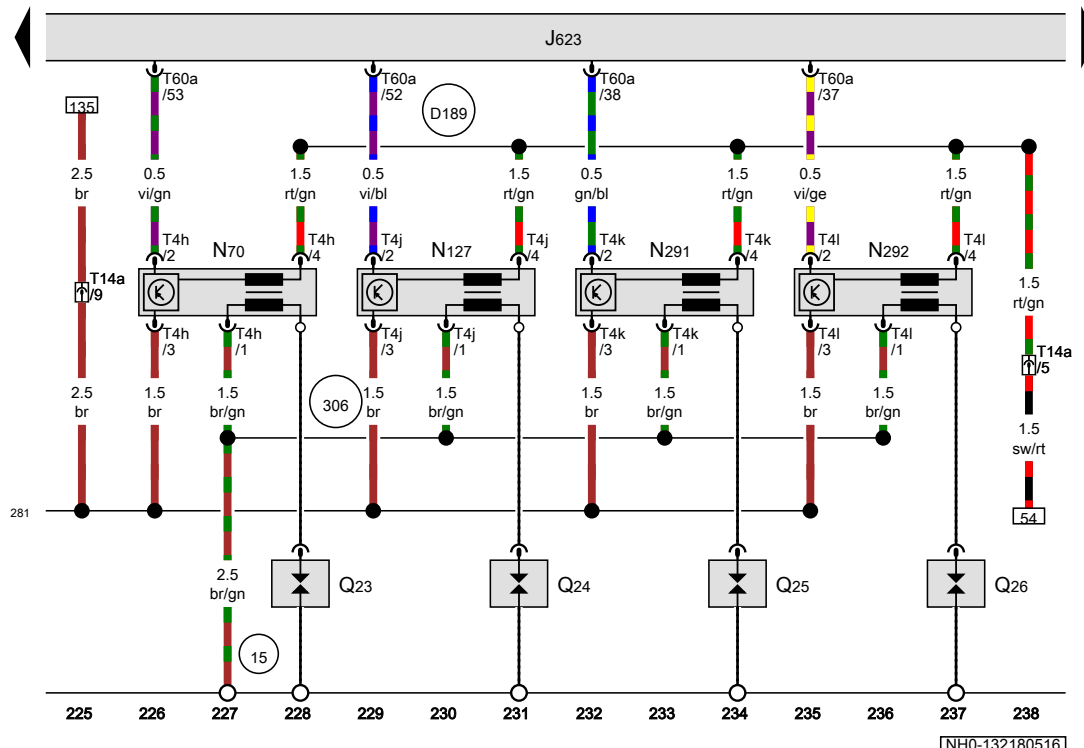 J623
T60a
/53
T60a
/52
T60a
/38
T60a
/37
135
D189
2.5
br
0.5
vi/gn
1.5
rt/gn
0.5
vi/bl
1.5
rt/gn
0.5
gn/bl
1.5
rt/gn
0.5
vi/ge
1.5
rt/gn
T4h
/2
N70
T4h
/4
T4j
/2
N127
T4j
/4
T4k
/2
N291
T4k
/4
T4l
/2
N292
T4l
/4
T14a
/9
1.5
rt/gn
T4h
/3
T4h
/1
T4j
/3
T4j
/1
T4k
/3
T4k
/1
T4l
/3
T4l
/1
T14a
/5
2.5
br
1.5
br
1.5
br/gn
306
1.5
br
1.5
br/gn
1.5
br
1.5
br/gn
1.5
br
1.5
br/gn
1.5
sw/rt
281
54
2.5
br/gn
Q23
Q24
Q25
Q26
15
225 226 227 228 229 230 231 232 233 234 235 236 237 238
NH0-132180516